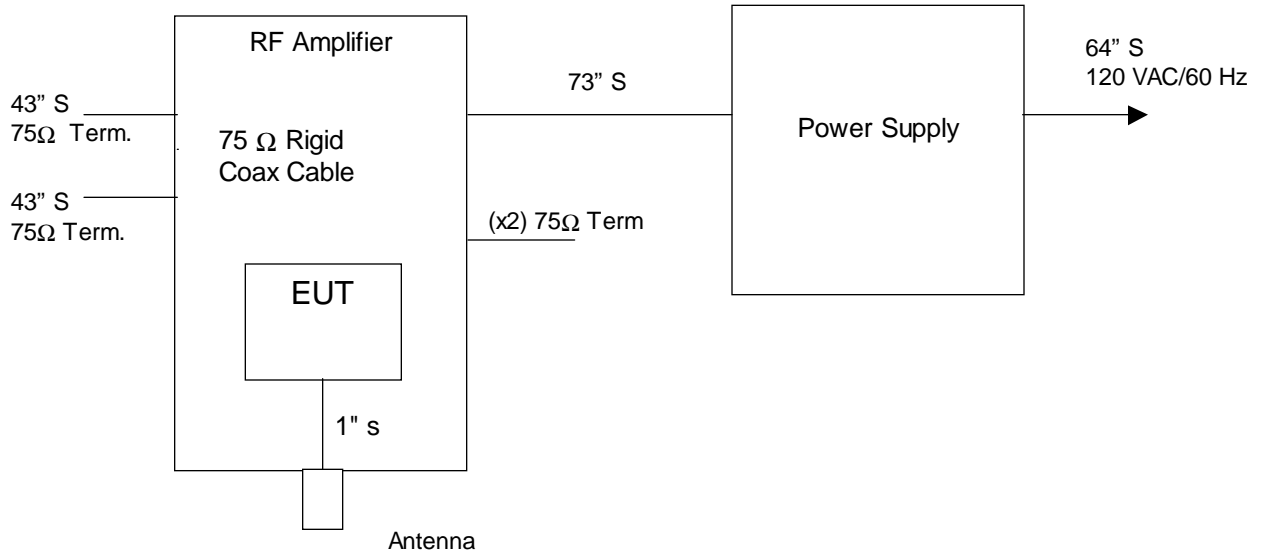 RF Amplifier
43” S
75Ω Term.
75 Ω Rigid
Coax Cable
43” S
75Ω Term.
73” S
(x2) 75Ω Term
Power Supply
64” S
120 VAC/60 Hz
EUT
1" s
Antenna